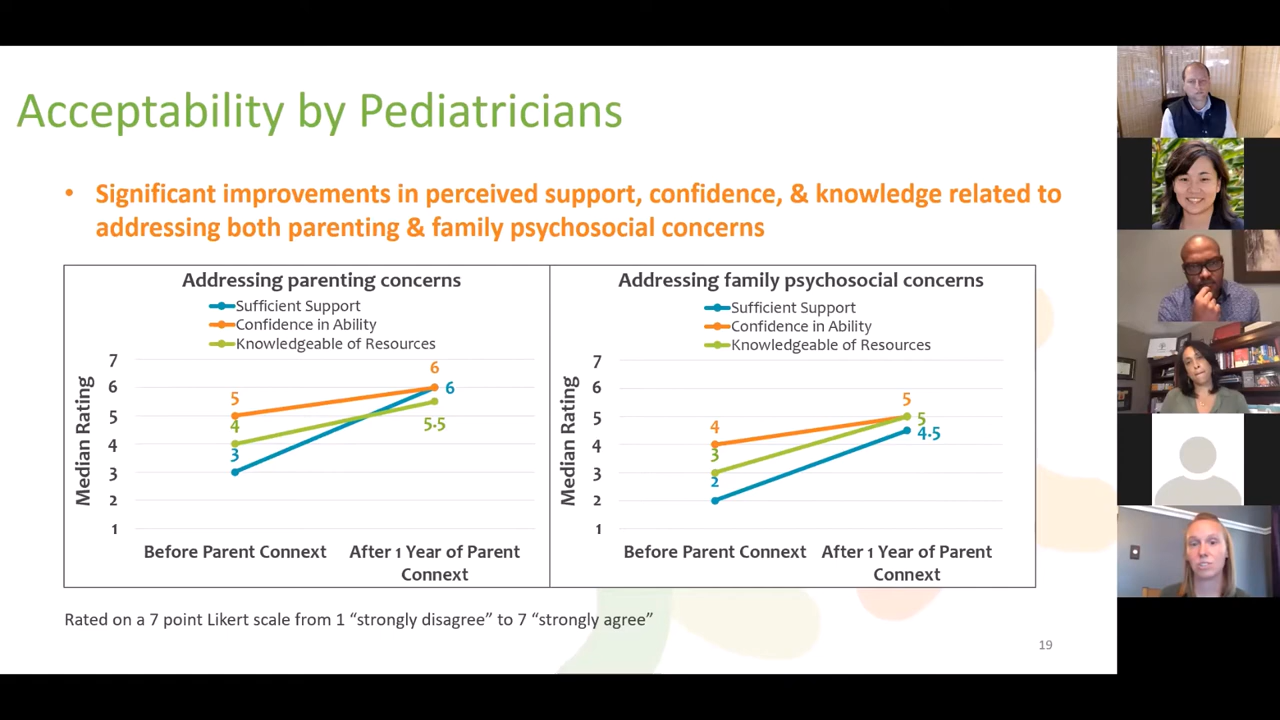 Acceptability by Pediatricians
• Significant improvements in perceived support, confidence, & knowledge related to
addressing both parenting & family psychosocial concerns
Addressing parenting concerns
Sufficient Support
Confidence in Ability
Knowledgeable of Resources
Median Rating
7
6
5
4
3
2
1
5
4
3
6
6
5.5
Before Parent Connext
After 1 Year of Parent
Connext
Addressing family psychosocial concerns
Sufficient Support
Confidence in Ability
Knowledgeable of Resources
Median Rating
7
6
5
4
3
2
1
4
3
2
5
5
4.5
Before Parent Connext
After 1 Year of Parent
Connext
Rated on a 7 point Likert scale from 1 “strongly disagree” to 7 “strongly agree”
19